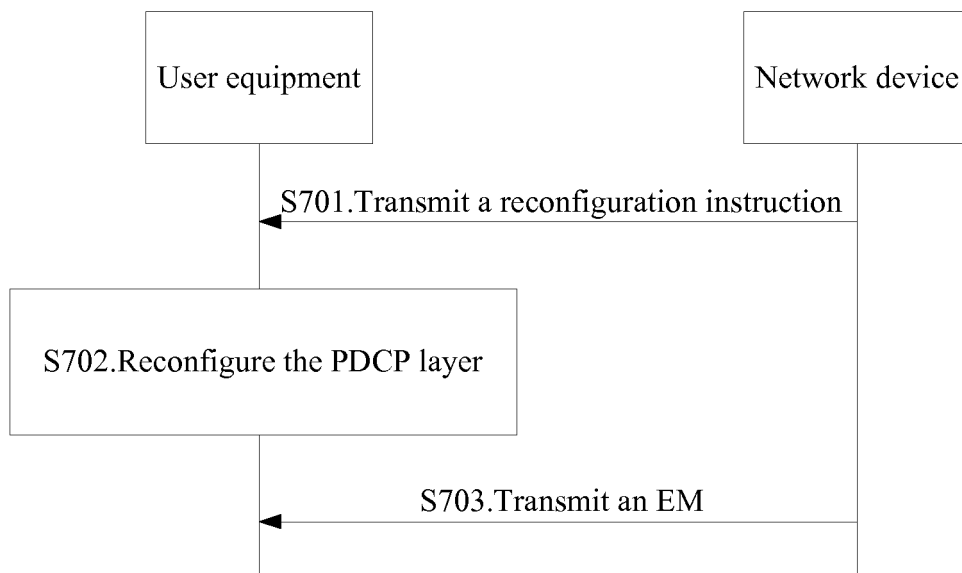 User equipment
Network device
S701.Transmit a reconfiguration instruction
S702.Reconfigure the PDCP layer
S703.Transmit an EM